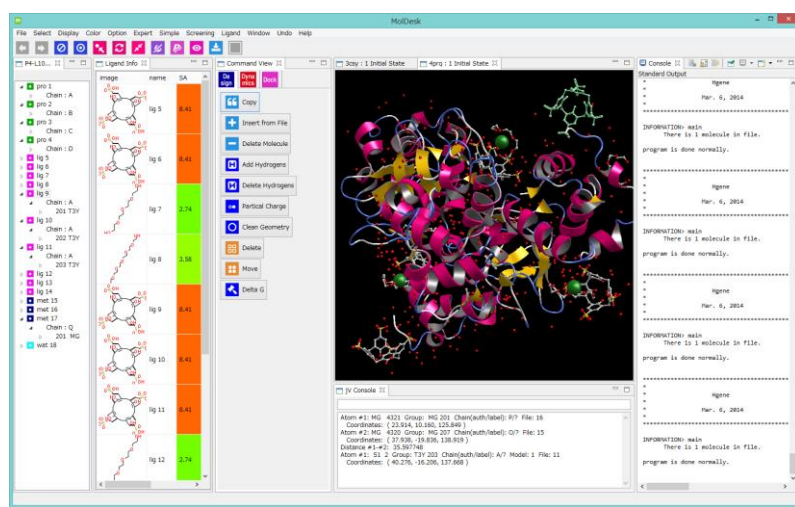 MolDesk
File Select Display Color Option Expert Simple Screening Ligand Window Undo Help
P4-L10...
pro 1
Chain : A
pro 2
Chain : B
pro 3
Chain : C
pro 4
Chain : D
lig 5
lig 6
lig 7
lig 8
lig 9
Chain : A
201 T3Y
lig 10
Chain : A
202 T3Y
lig 11
Chain : A
203 T3Y
lig 12
lig 13
lig 14
met 15
met 16
met 17
Chain : Q
201 MG
wat 18
Ligand Info
image name SA
lig 5 8.41
lig 6 8.41
lig 7 2.74
lig 8 3.58
lig 9 8.41
lig 10 8.41
lig 11 8.41
lig 12 2.74
Command View
De sign
Dyna mics
Dock
Copy
Insert from File
Delete Molecule
Add Hydrogens
Delete Hydrogens
Partical Charge
Clean Geometry
Delete
Move
Delta G
3csy : 1 Initial State
4prq : 1 Initial State
jV Console
Atom #1: MG 4321 Group: MG 201 Chain(auth/label): P/? File: 16
Coordinates: ( 23.914, 10.160, 125.849 )
Atom #2: MG 4320 Group: MG 207 Chain(auth/label): O/? File: 15
Coordinates: ( 37.938, -19.836, 138.919 )
Distance #1-#2: 35.597748
Atom #1: S1 2 Group: T3Y 203 Chain(auth/label): A/? Model: 1 File: 11
Coordinates: ( 40.276, -16.206, 137.668 )
Console
Standard Output
* Hgene
*
* Mar. 6, 2014
*
****************************************
INFORMATION> main
There is 1 molecule in file.
program is done normally.
****************************************
*
* Hgene
*
* Mar. 6, 2014
*
****************************************
INFORMATION> main
There is 1 molecule in file.
program is done normally.
****************************************
*
* Hgene
*
* Mar. 6, 2014
*
****************************************
INFORMATION> main
There is 1 molecule in file.
program is done normally.
****************************************
*
* Hgene
*
* Mar. 6, 2014
*
****************************************
INFORMATION> main
There is 1 molecule in file.
program is done normally.